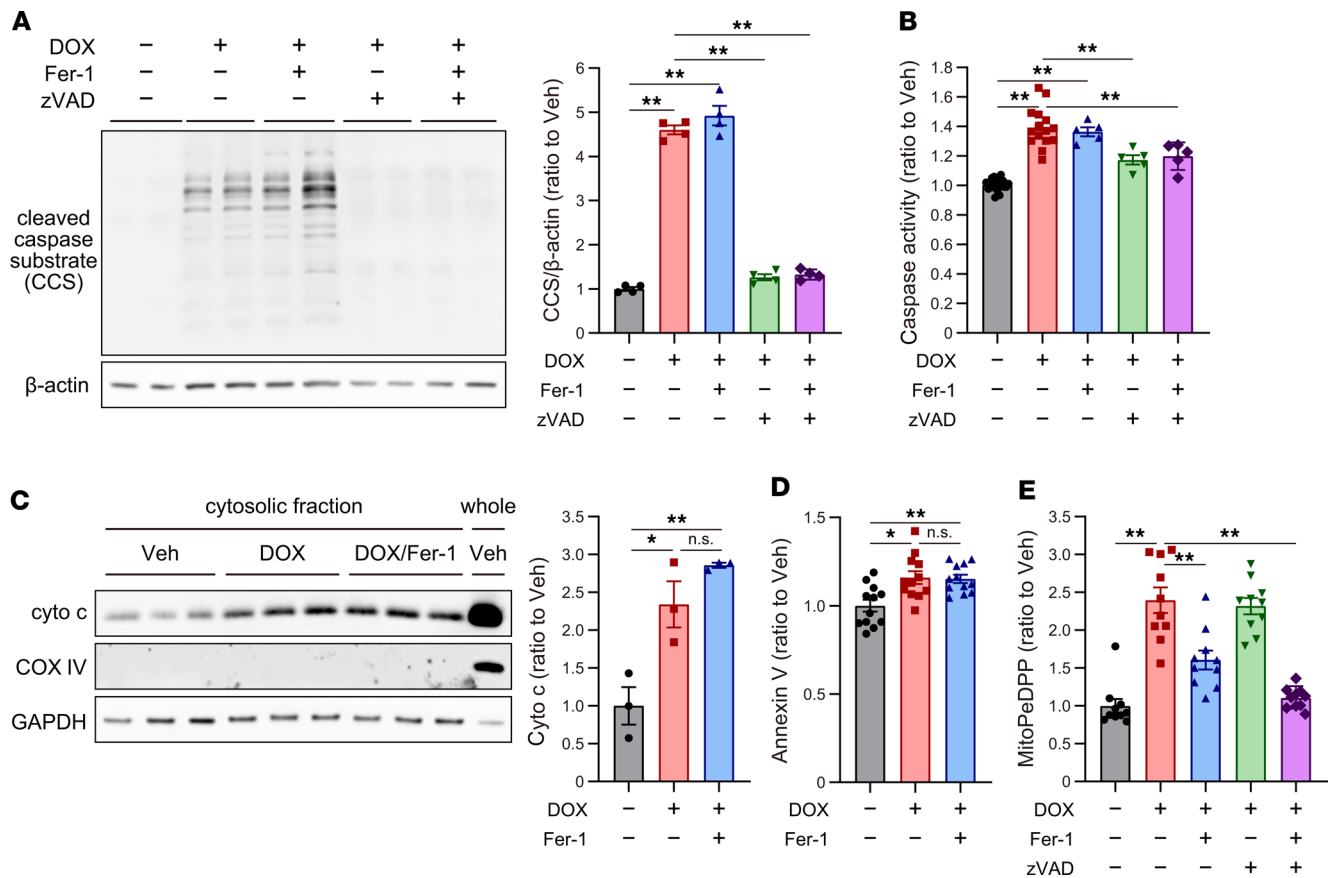 A
DOX − + + + +
Fer-1 − − + − +
zVAD − − − + +
cleaved
caspase
substrate
(CCS)
β-actin
CCS/β-actin (ratio to Veh)
6
5
4
3
2
1
0
**
**
**
**
DOX − + + + +
Fer-1 − − + − +
zVAD − − − + +
B
Caspase activity (ratio to Veh)
1.8
1.6
1.4
1.2
1.0
0.8
0.6
0.4
0.2
0
**
**
**
**
DOX − + + + +
Fer-1 − − + − +
zVAD − − − + +
C
cytosolic fraction whole
Veh DOX DOX/Fer-1 Veh
cyto c
COX IV
GAPDH
Cyto c (ratio to Veh)
3.5
3.0
2.5
2.0
1.5
1.0
0.5
0
**
* n.s.
DOX − + +
Fer-1 − − +
D
Annexin V (ratio to Veh)
1.5
1.0
0.5
0
**
* n.s.
DOX − + +
Fer-1 − − +
E
MitoPeDPP (ratio to Veh)
3.5
3.0
2.5
2.0
1.5
1.0
0.5
0
** **
**
DOX − + + + +
Fer-1 − − + − +
zVAD − − − + +